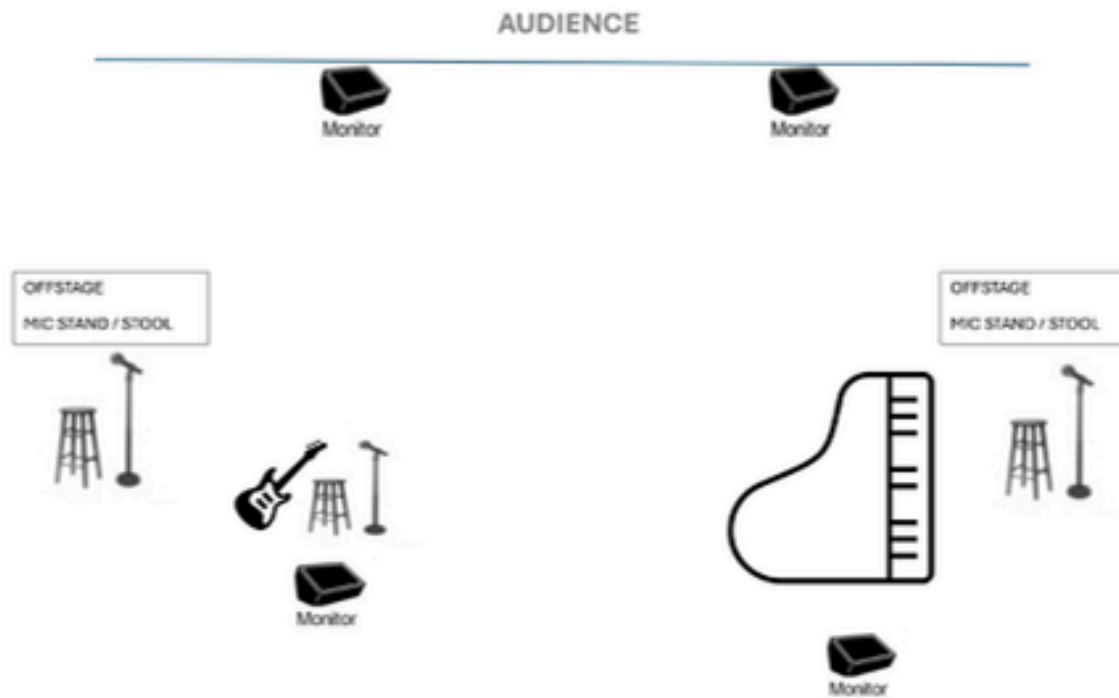 AUDIENCE
Monitor
Monitor
OFFSTAGE
MIC STAND / STOOL
OFFSTAGE
MIC STAND / STOOL
Monitor
Monitor